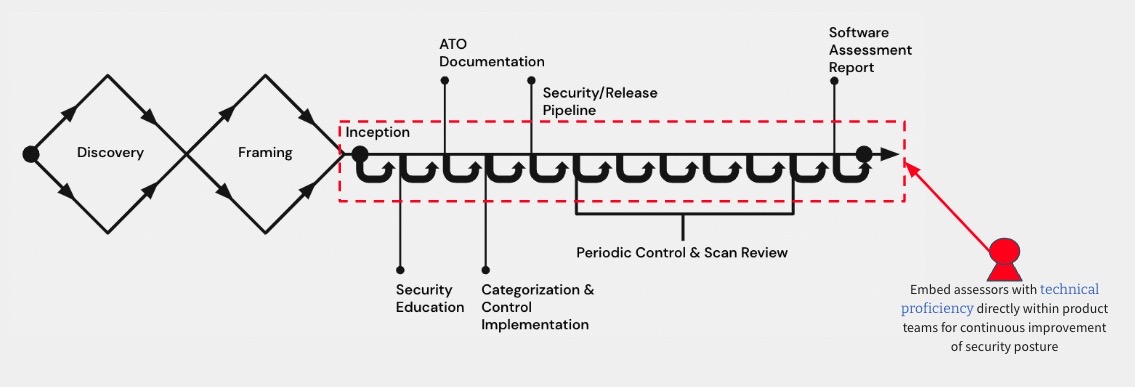 ATO
Documentation
Software
Assessment
Report
Security/Release
Pipeline
Inception
Discovery
Framing
Periodic Control & Scan Review
Security
Education
Categorization &
Control
Implementation
Embed assessors with technical
proficiency directly within product
teams for continuous improvement
of security posture